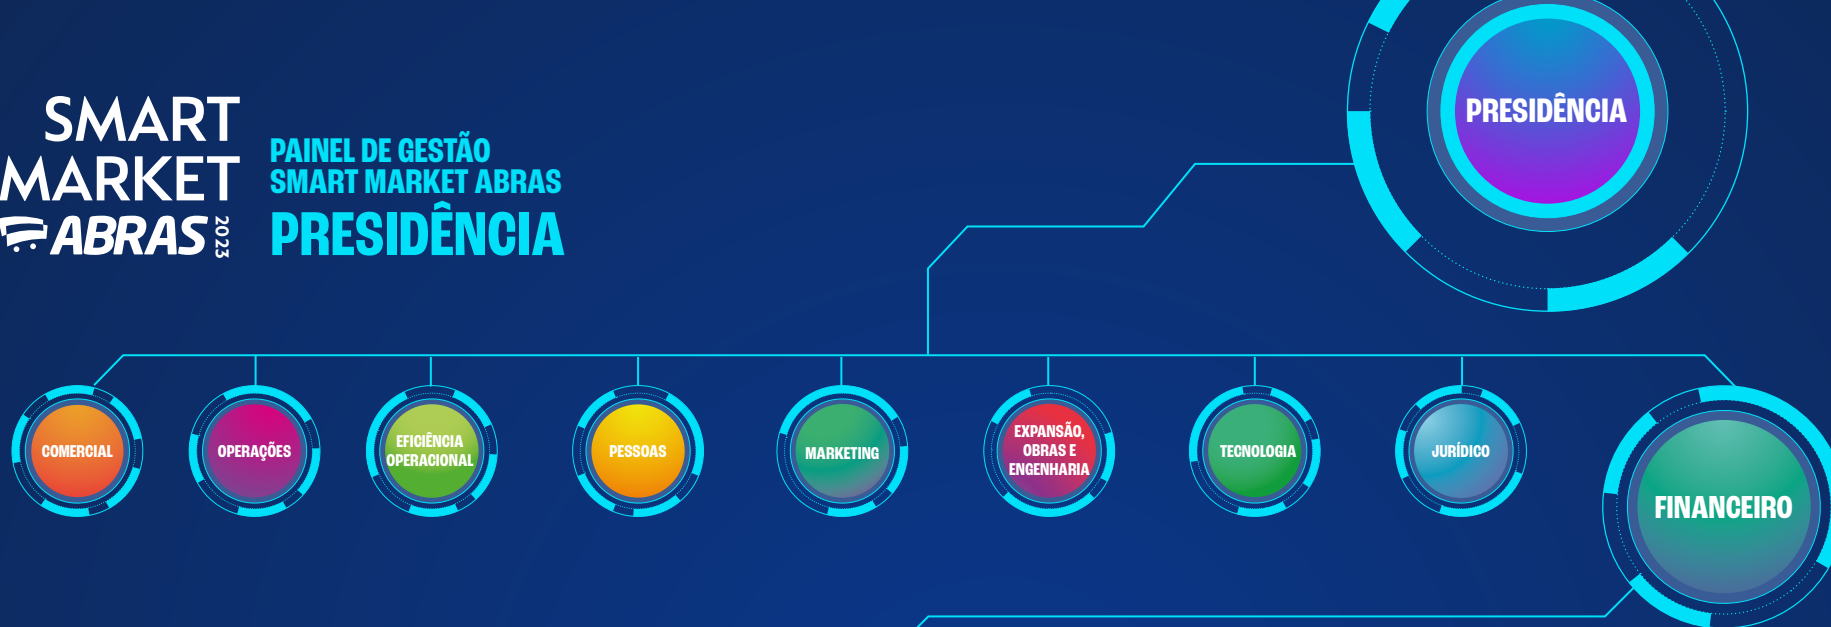 SMART
MARKET
ABRAS 2023
PAINEL DE GESTÃO
SMART MARKET ABRAS
PRESIDÊNCIA
PRESIDÊNCIA
COMERCIAL
OPERAÇÕES
EFICIÊNCIA
OPERACIONAL
PESSOAS
MARKETING
EXPANSÃO,
OBRAS E
ENGENHARIA
TECNOLOGIA
JURÍDICO
FINANCEIRO